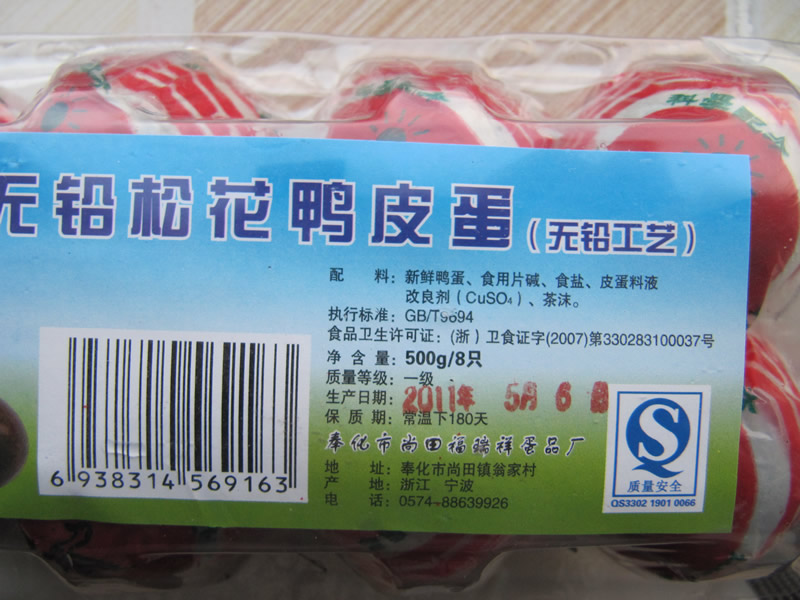 科
无铅松花鸭皮蛋(无铅工艺)
配 料: 新鲜鸭蛋、食用片碱、食盐、皮蛋料液
改良剂(CuSO₄)、茶沫。
执行标准: GB/T9694
食品卫生许可证: (浙)卫食证字(2007)第330283100037号
净 含 量: 500g/8只
质量等级: 一级
生产日期: 2011年 5月 6日
保 质 期: 常温下180天
奉化市尚田福瑞祥蛋品厂
地 址: 奉化市尚田镇翁家村
产 地: 浙江 宁波
电 话: 0574-88639926
6 938314 569163
质量安全
QS3302 1901 0066